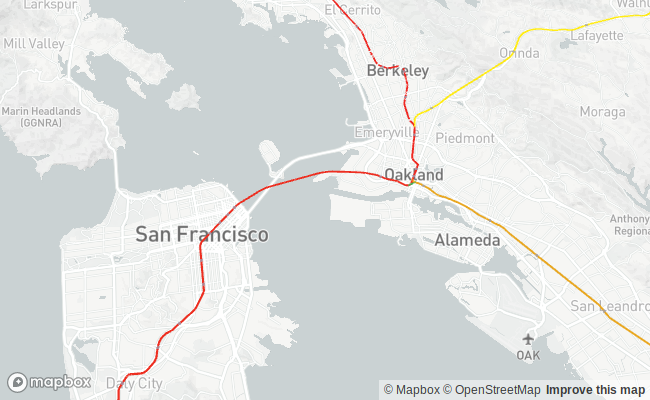 Larkspur
El Cerrito
Walnu
Mill Valley
Orinda
Lafayette
Berkeley
Marin Headlands
(GGNRA)
Moraga
Emeryville
Piedmont
Oakland
Anthony
Regiona
San Francisco
Alameda
San Leandro
OAK
Daly City
mapbox
© Mapbox © OpenStreetMap Improve this map